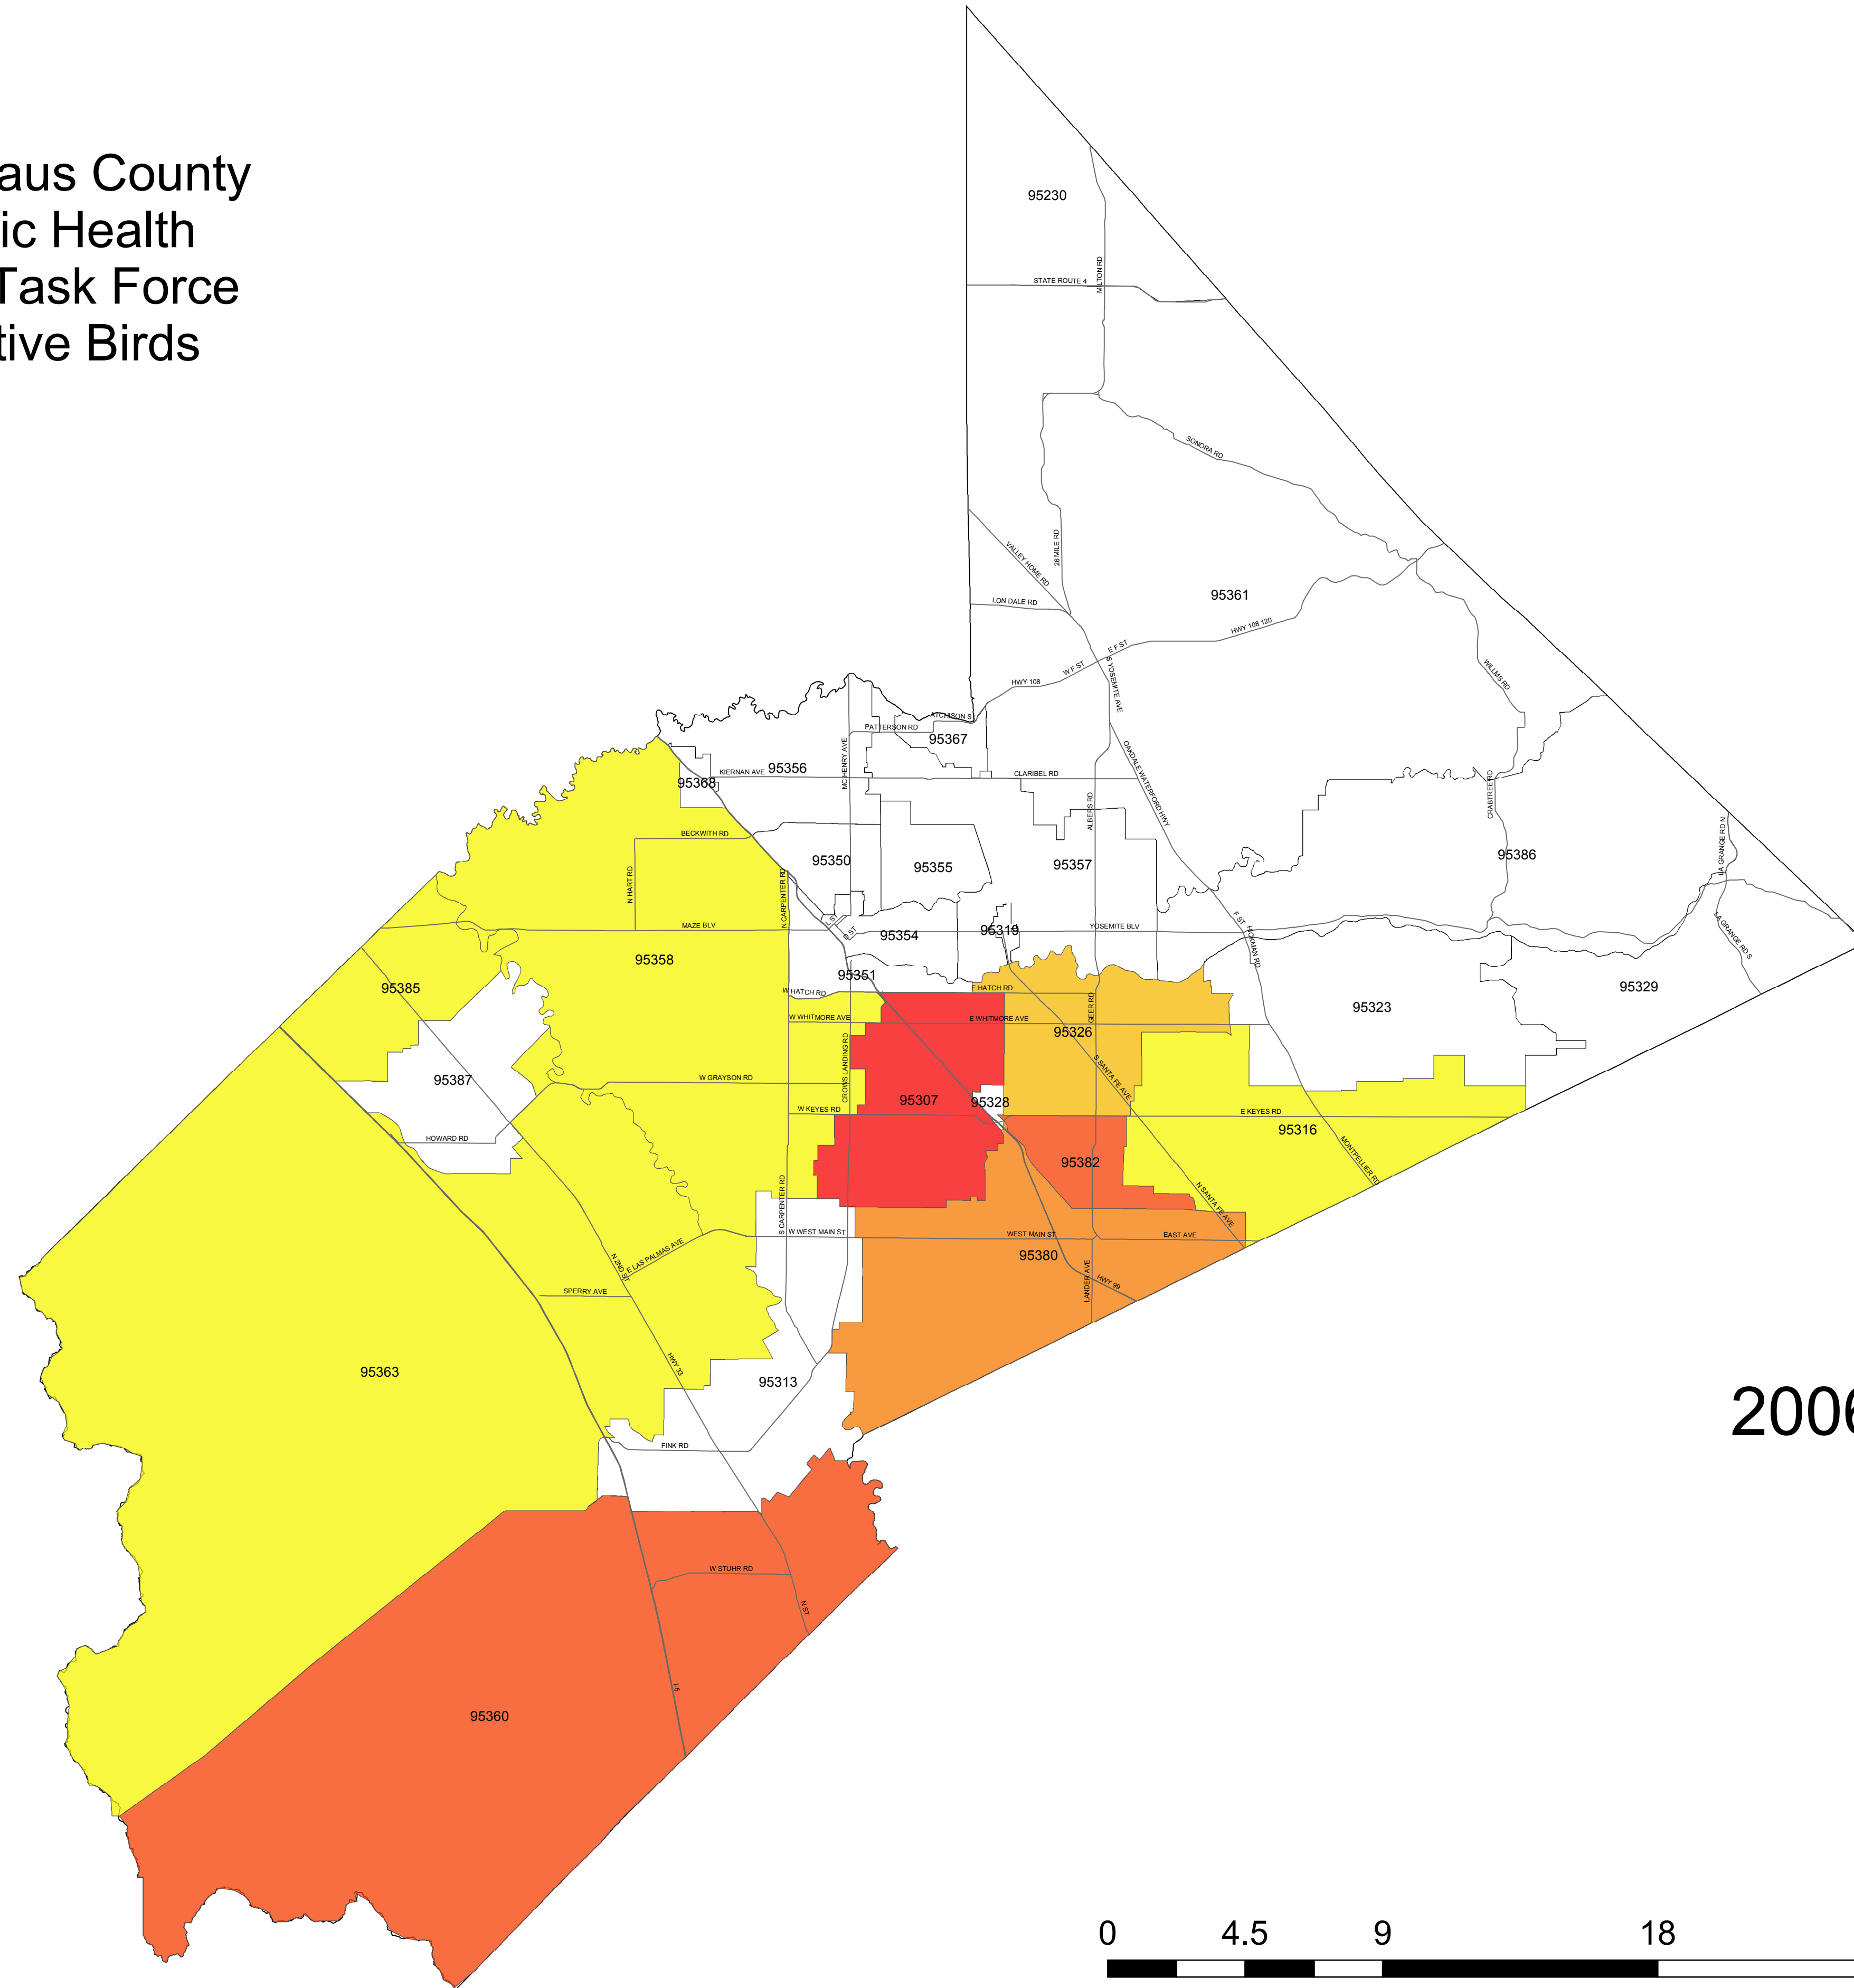 aus County
ic Health
Task Force
tive Birds
95230
MILTON RD
STATE ROUTE 4
SONORA RD
26 MILE RD
VALLEY HOME RD
95361
LON DALE RD
HWY 108 120
E F ST
W F ST
S YOSEMITE AVE
WILLMS RD
HWY 108
ATCHISON ST
PATTERSON RD
95367
MC HENRY AVE
OAKDALE WATERFORD HWY
95356
KIERNAN AVE
CLARIBEL RD
95368
CRABTREE RD
ALBERS RD
BECKWITH RD
LA GRANGE RD N
95350
95355
95357
95386
N HART RD
N CARPENTER RD
L ST
F ST
LA GRANGE RD S
MAZE BLV
D ST
95354
95319
YOSEMITE BLV
HICKMAN RD
95358
95351
95385
W HATCH RD
E HATCH RD
95329
95323
GEER RD
W WHITMORE AVE
E WHITMORE AVE
95326
CROWS LANDING RD
S SANTA FE AVE
95387
W GRAYSON RD
95307
95328
W KEYES RD
E KEYES RD
95316
HOWARD RD
MONTPELLIER RD
95382
S CARPENTER RD
N SANTA FE AVE
W WEST MAIN ST
WEST MAIN ST
EAST AVE
E LAS PALMAS AVE
N 2ND ST
95380
LANDER AVE
HWY 99
SPERRY AVE
HWY 33
95363
95313
2006
FINK RD
W STUHR RD
N ST
I-5
95360
0 4.5 9 18